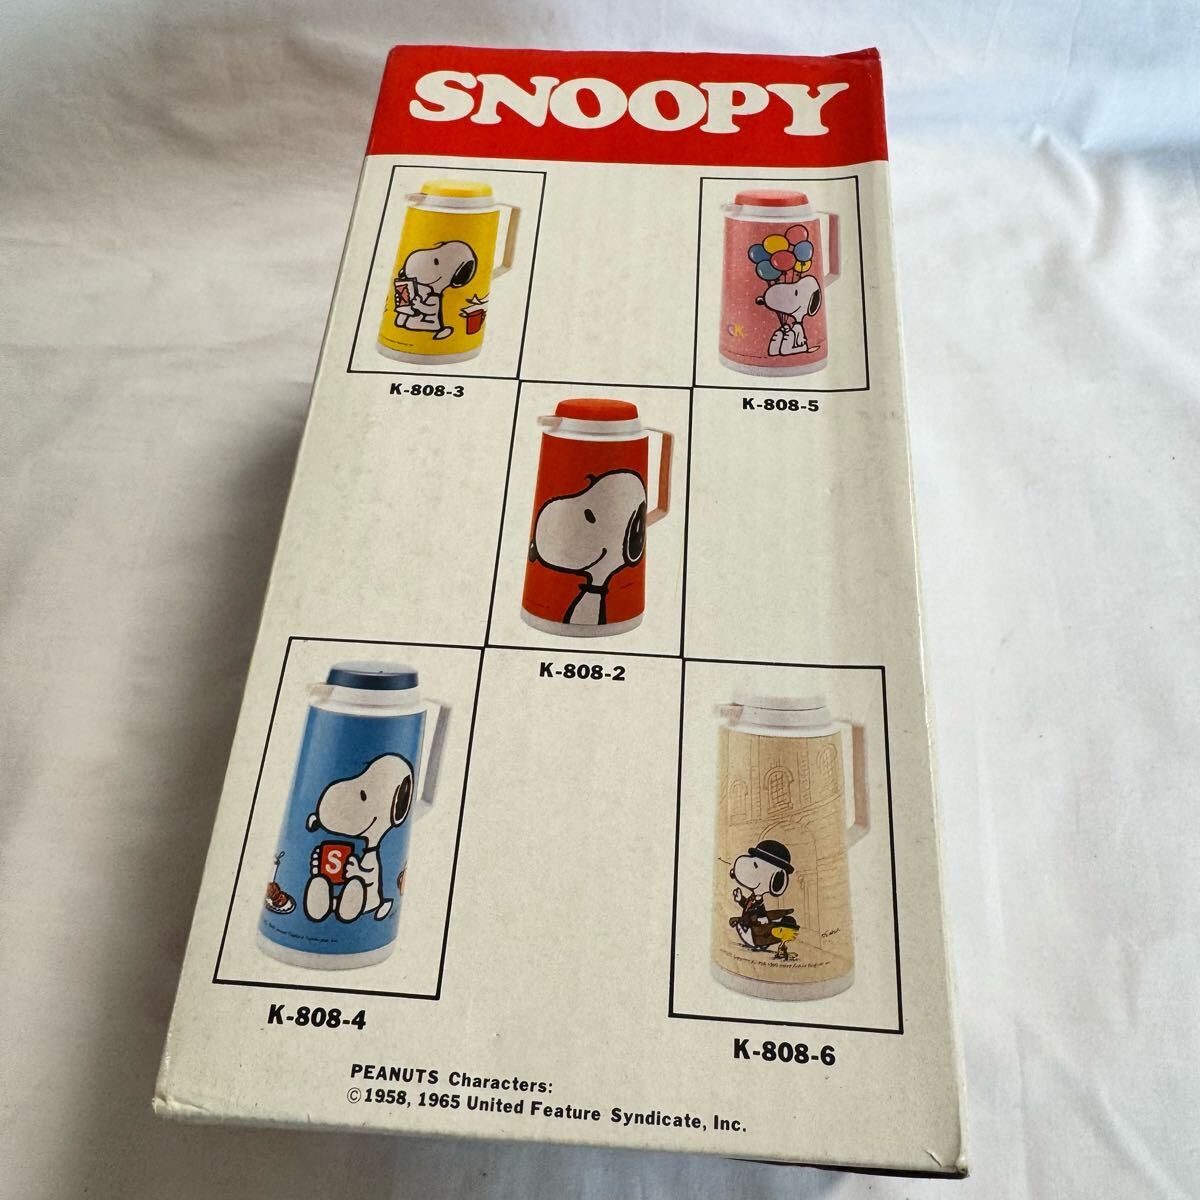 SNOOPY
K-808-3
K-808-5
K
K-808-2
S
K-808-4
K-808-6
PEANUTS Characters:
©1958, 1965 United Feature Syndicate, Inc.